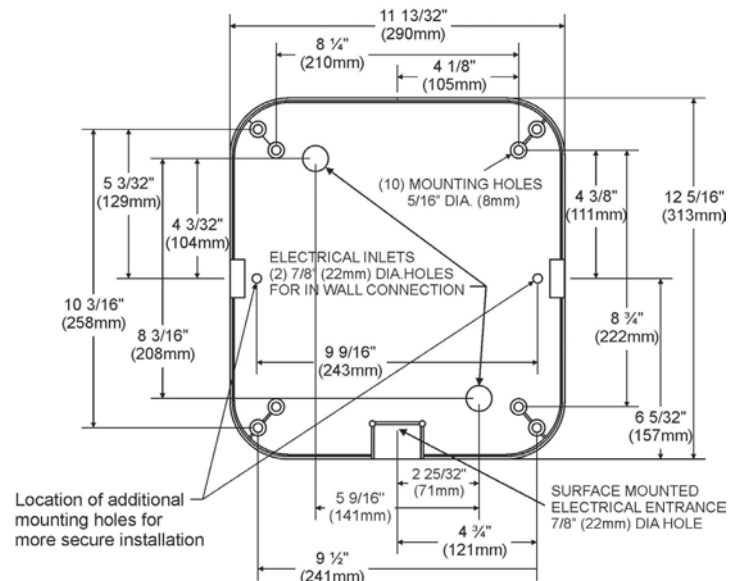 11 13/32"
(290mm)
8 ¼"
(210mm)
4 1/8"
(105mm)
5 3/32"
(129mm)
4 3/32"
(104mm)
(10) MOUNTING HOLES
5/16" DIA. (8mm)
4 3/8"
(111mm)
12 5/16"
(313mm)
ELECTRICAL INLETS
(2) 7/8' (22mm) DIA.HOLES
FOR IN WALL CONNECTION
10 3/16"
(258mm)
8 3/16"
(208mm)
8 ¾"
(222mm)
9 9/16"
(243mm)
6 5/32"
(157mm)
2 25/32"
(71mm)
5 9/16"
(141mm)
Location of additional
mounting holes for
more secure installation
SURFACE MOUNTED
ELECTRICAL ENTRANCE
7/8" (22mm) DIA HOLE
4 ¾"
(121mm)
9 ½"
(241mm)